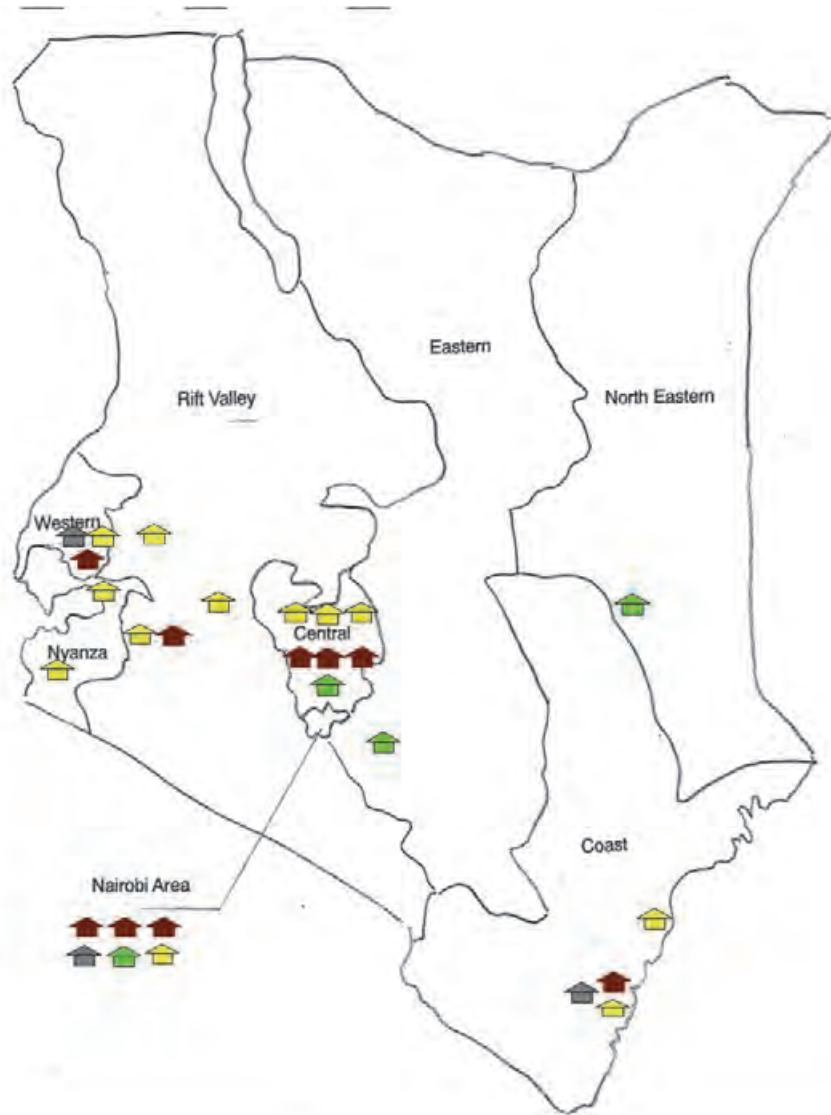 Eastern
Rift Valley
North Eastern
Western
Central
Nyanza
Coast
Nairobi Area